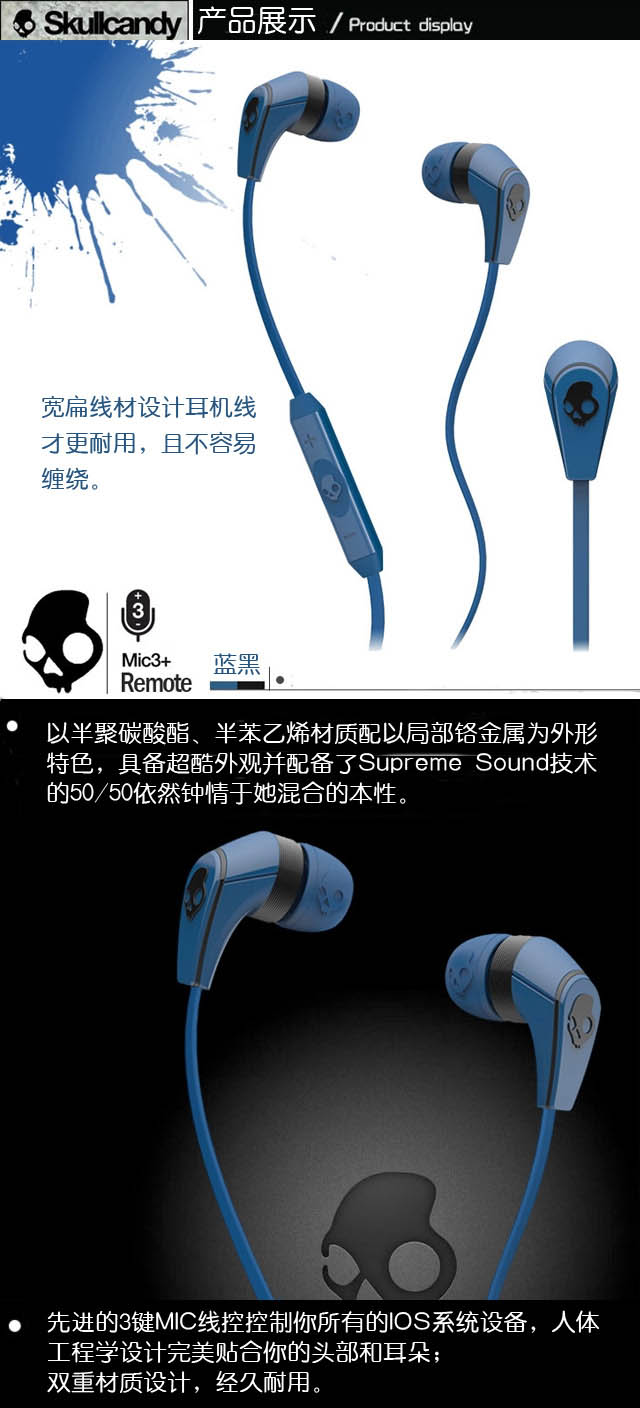 Skullcandy 产品展示 / Product display
宽扁线材设计耳机线
才更耐用，且不容易
缠绕。
+
3
Mic3+
Remote
蓝黑
以半聚碳酸酯、半苯乙烯材质配以局部铬金属为外形
特色，具备超酷外观并配备了Supreme Sound技术
的50/50依然钟情于她混合的本性。
先进的3键MIC线控控制你所有的IOS系统设备，人体
工程学设计完美贴合你的头部和耳朵；
双重材质设计，经久耐用。